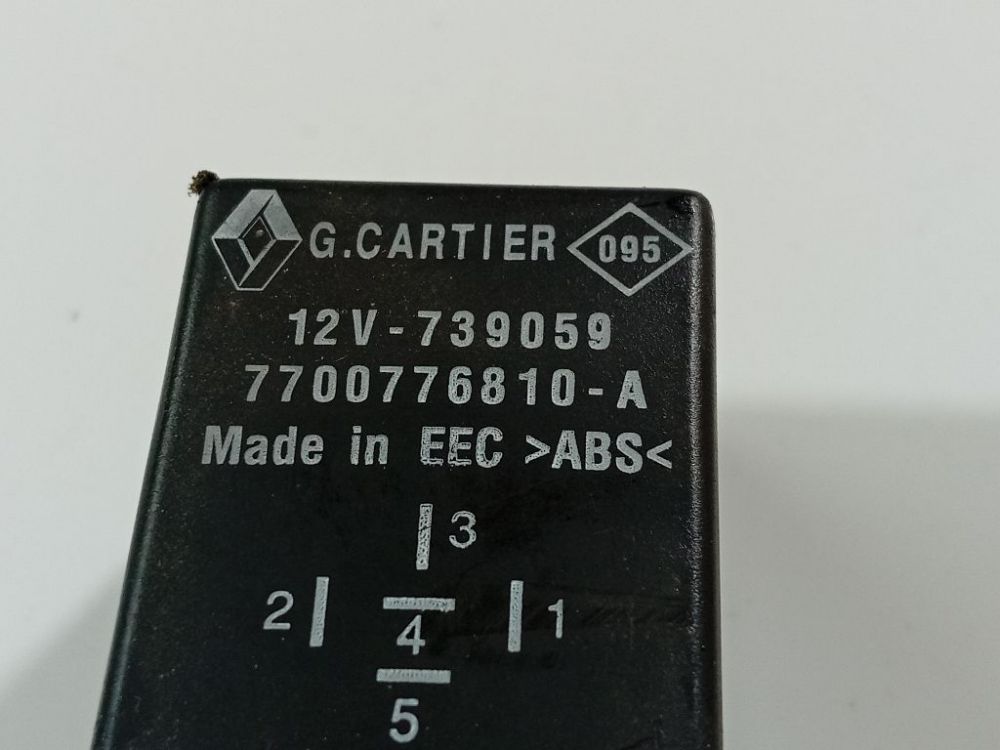 G.CARTIER 095
12V-739059
7700776810-A
Made in EEC >ABS<
3
2 4 1
5